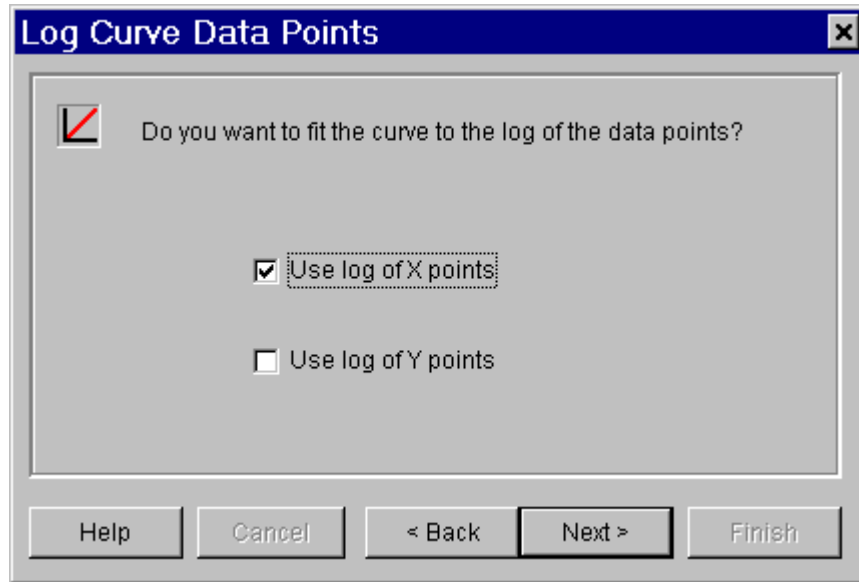 Log Curve Data Points
Do you want to fit the curve to the log of the data points?
Use log of X points
Use log of Y points
Help Cancel < Back Next > Finish